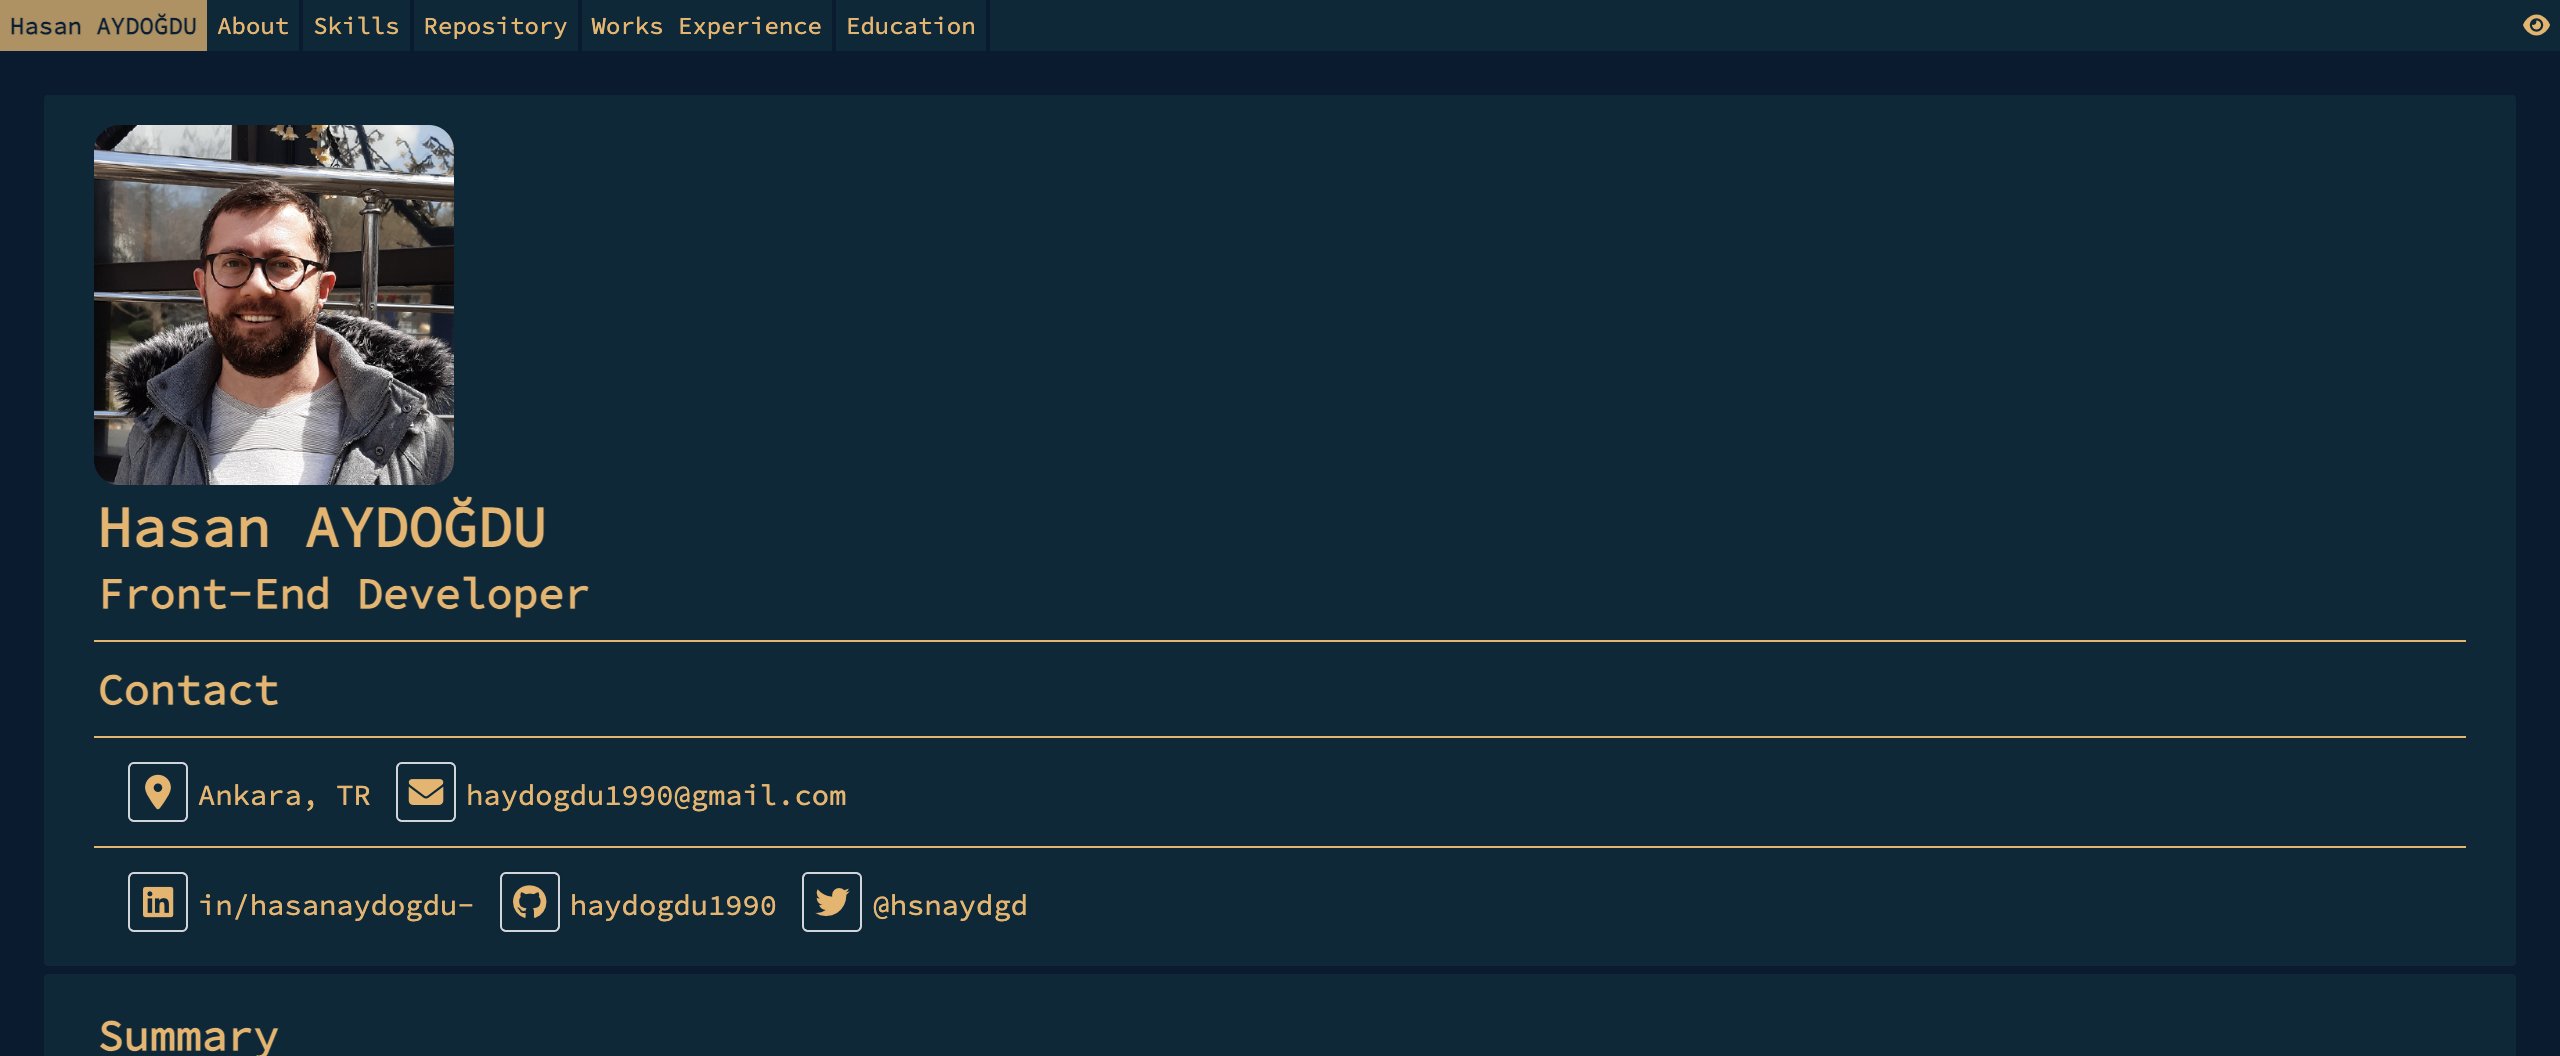 Hasan AYDOĞDU About Skills Repository Works Experience Education
Hasan AYDOĞDU
Front-End Developer
Contact
Ankara, TR haydogdu1990@gmail.com
in/hasanaydogdu- haydogdu1990 @hsnaydgd
Summary